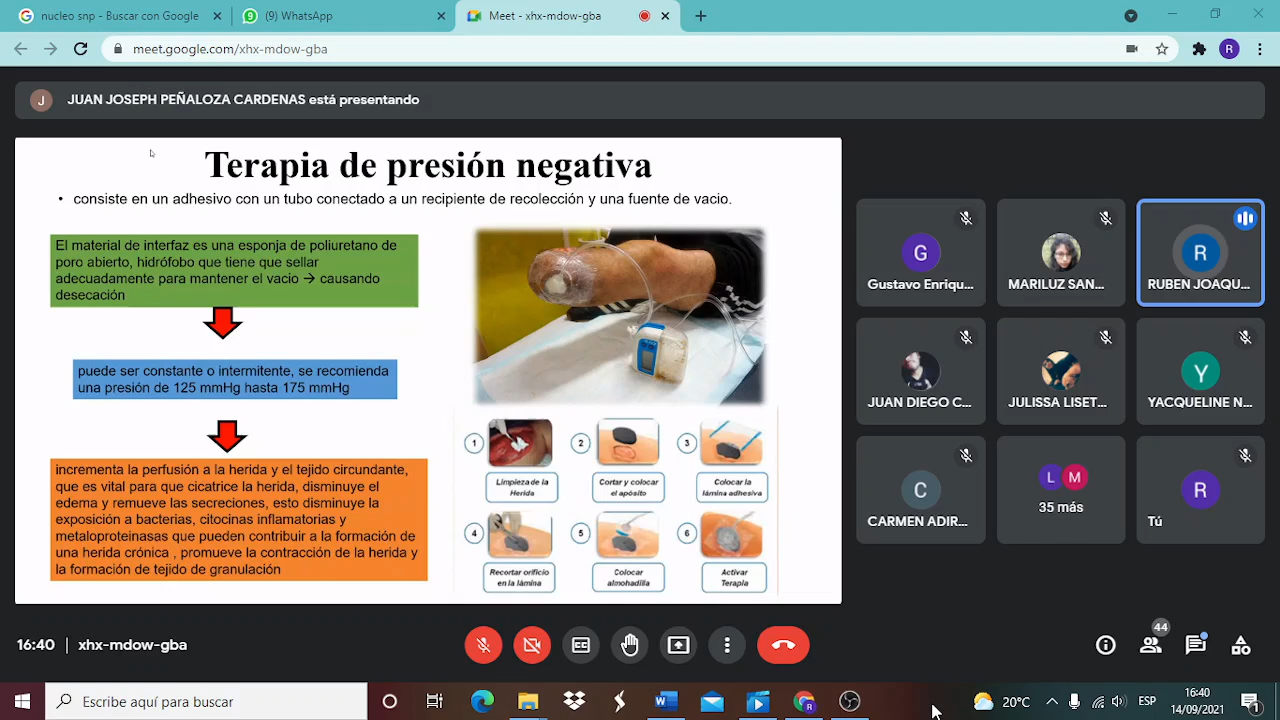 nucleo snp - Buscar con Google
(9) WhatsApp
Meet - xhx-mdow-gba
meet.google.com/xhx-mdow-gba
R
J
JUAN JOSEPH PEÑALOZA CARDENAS está presentando
Terapia de presión negativa
• consiste en un adhesivo con un tubo conectado a un recipiente de recolección y una fuente de vacio.
El material de interfaz es una esponja de poliuretano de
poro abierto, hidrófobo que tiene que sellar
adecuadamente para mantener el vacio → causando
desecación
puede ser constante o intermitente, se recomienda
una presión de 125 mmHg hasta 175 mmHg
incrementa la perfusión a la herida y el tejido circundante,
que es vital para que cicatrice la herida, disminuye el
edema y remueve las secreciones, esto disminuye la
exposición a bacterias, citocinas inflamatorias y
metaloproteinasas que pueden contribuir a la formación de
una herida crónica , promueve la contracción de la herida y
la formación de tejido de granulación
1
2
3
Limpieza de la
Herida
Cortar y colocar
el apósito
Colocar la
lámina adhesiva
4
5
6
Recortar orificio
en la lámina
Colocar
almohadilla
Activar
Terapia
G
Gustavo Enriqu...
MARILUZ SAN...
R
RUBEN JOAQU...
JUAN DIEGO C...
JULISSA LISET...
Y
YACQUELINE N...
C
CARMEN ADIR...
L M
35 más
R
Tú
16:40 | xhx-mdow-gba
44
Escribe aquí para buscar
20°C
ESP
16:40
14/09/2021
1